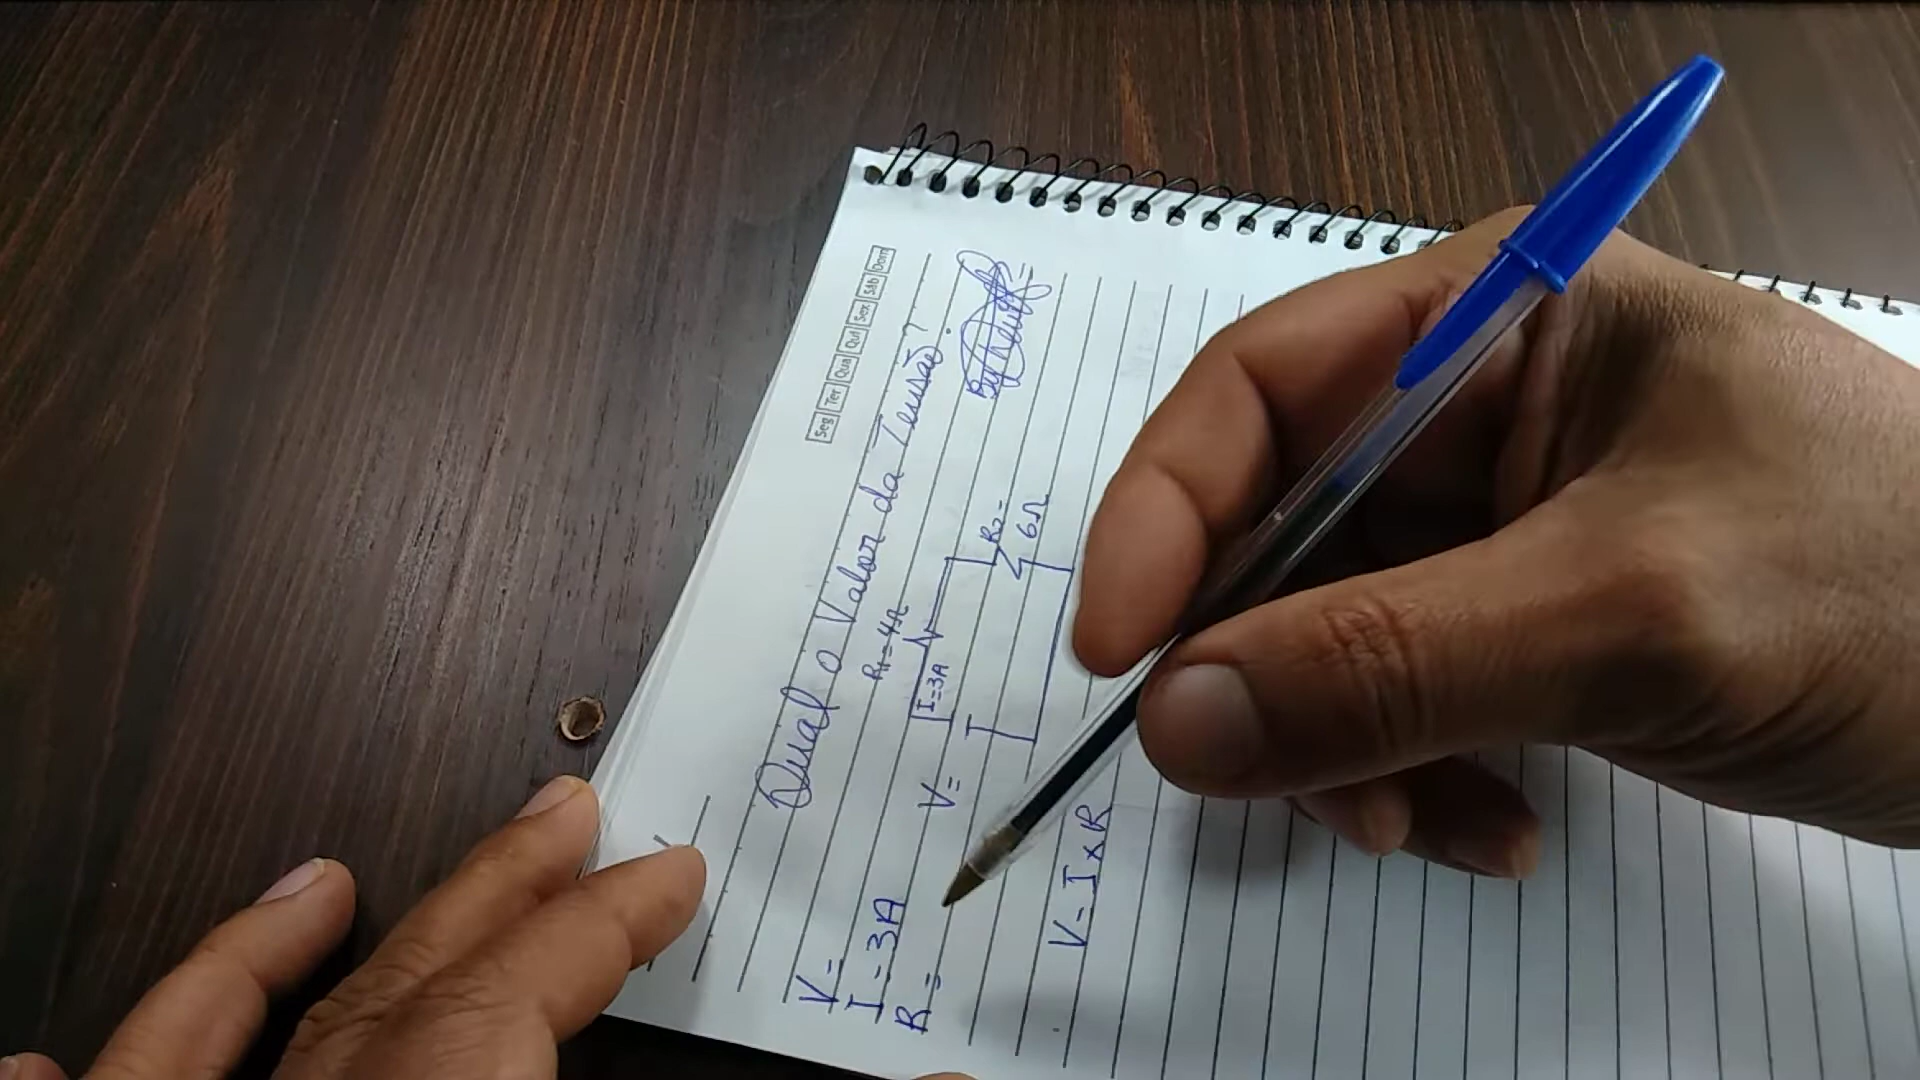 Seg Ter Qua Qui Sex Sáb Dom
Qual o Valor da Tensão?
V=
I=3A
R=
R1=4Ω
I=3A
V=
R2=
6Ω
V=I×R